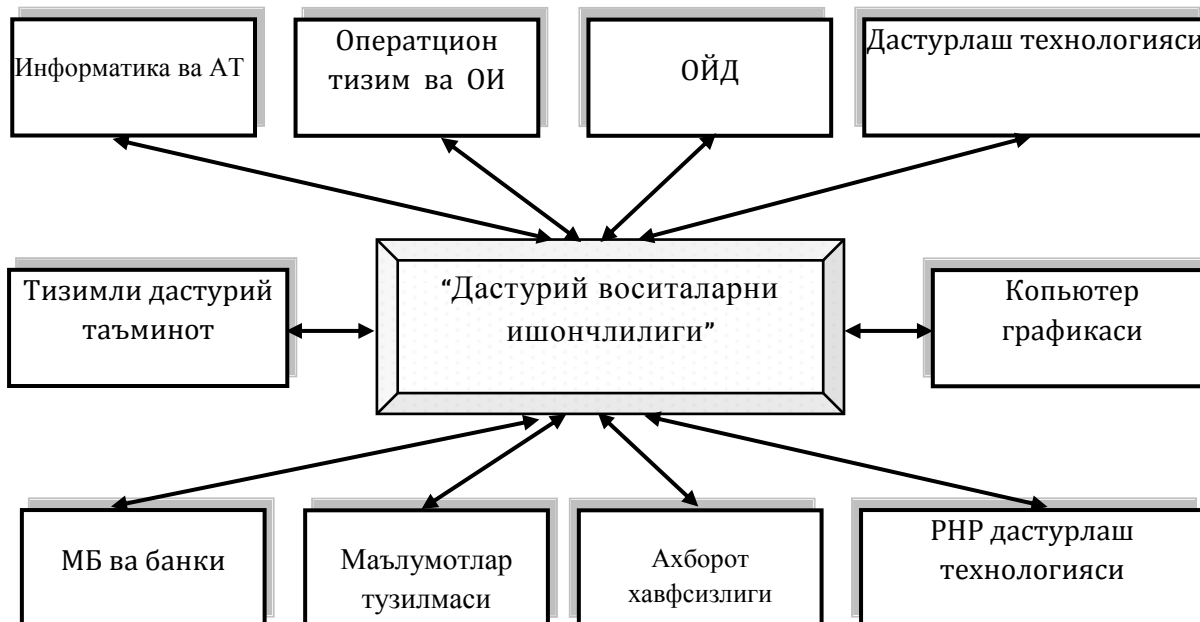 Информатика ва АТ
Оператцион
тизим ва ОИ
ОЙД
Дастурлаш технологияси
Тизимли дастурий
таъминот
“Дастурий воситаларни
ишончлилиги”
Копьютер
графикаси
МБ ва банки
Маълумотлар
тузилмаси
Ахборот
хавфсизлиги
РНР дастурлаш
технологияси